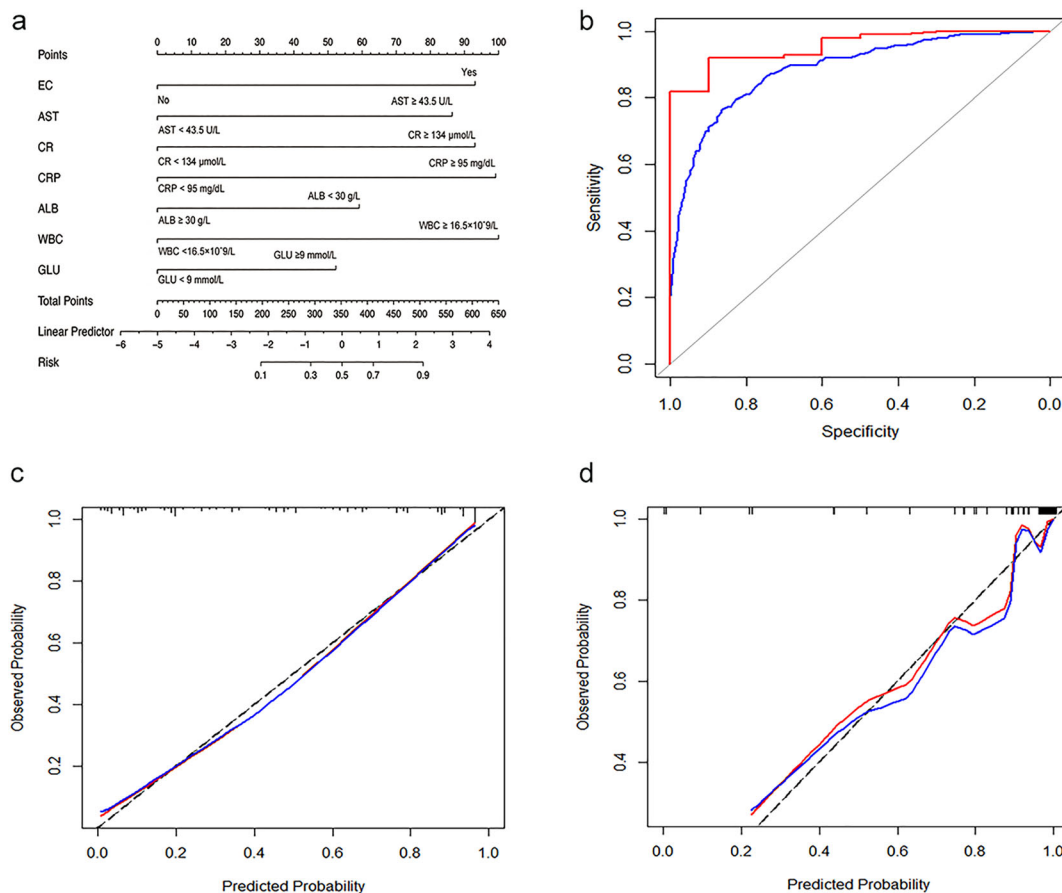 a
Points
0 10 20 30 40 50 60 70 80 90 100
EC
Yes
No
AST
AST ≥ 43.5 U/L
AST < 43.5 U/L
CR
CR ≥ 134 μmol/L
CR < 134 μmol/L
CRP
CRP ≥ 95 mg/dL
CRP < 95 mg/dL
ALB
ALB < 30 g/L
ALB ≥ 30 g/L
WBC
WBC ≥ 16.5×10^9/L
WBC <16.5×10^9/L
GLU
GLU ≥9 mmol/L
GLU < 9 mmol/L
Total Points
0 50 100 150 200 250 300 350 400 450 500 550 600 650
Linear Predictor
-6 -5 -4 -3 -2 -1 0 1 2 3 4
Risk
0.1 0.3 0.5 0.7 0.9
b
Sensitivity
1.0
0.8
0.6
0.4
0.2
0.0
1.0 0.8 0.6 0.4 0.2 0.0
Specificity
c
Observed Probability
1.0
0.8
0.6
0.4
0.2
0.0 0.2 0.4 0.6 0.8 1.0
Predicted Probability
d
Observed Probability
1.0
0.8
0.6
0.4
0.0 0.2 0.4 0.6 0.8 1.0
Predicted Probability